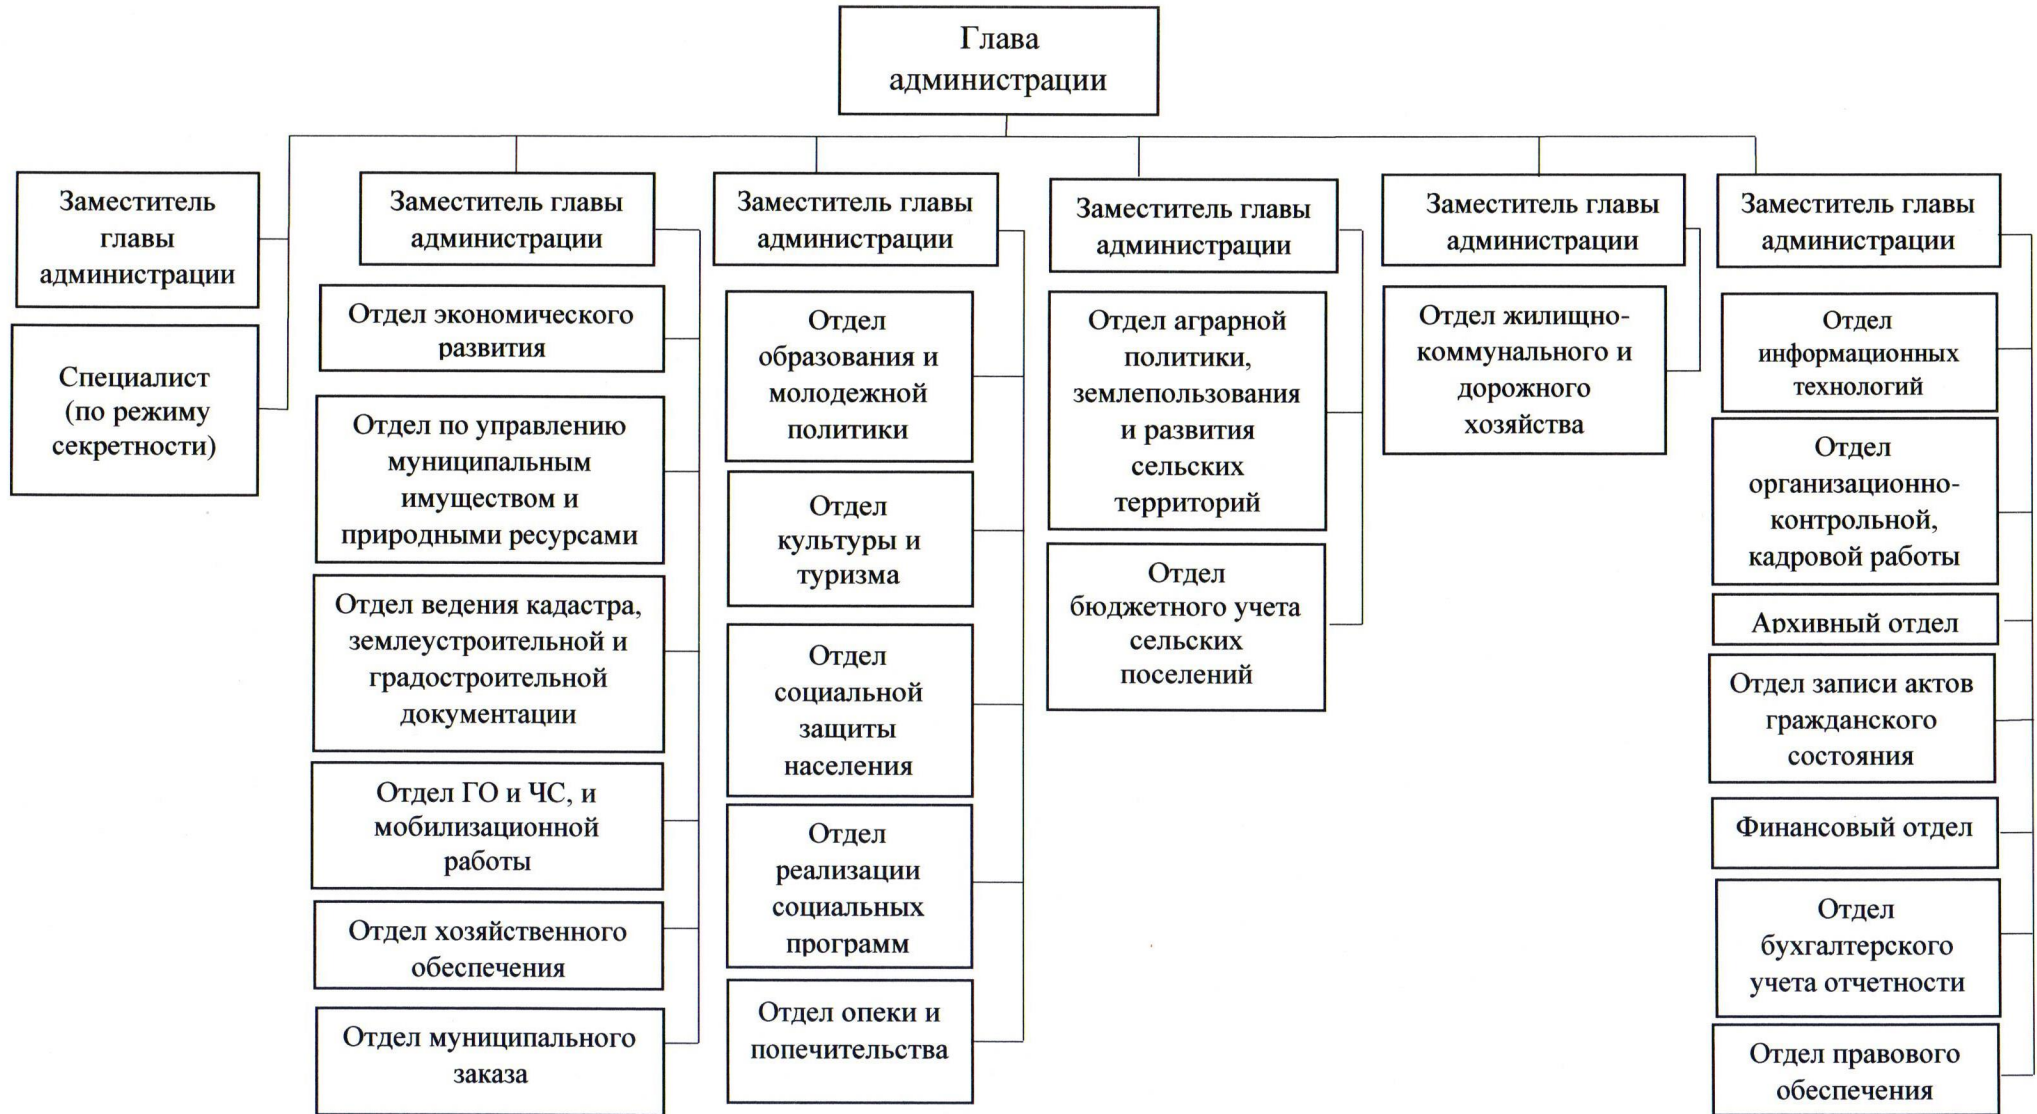 Глава
администрации
Заместитель
главы
администрации
Специалист
(по режиму
секретности)
Заместитель главы
администрации
Отдел экономического
развития
Отдел по управлению
муниципальным
имуществом и
природными ресурсами
Отдел ведения кадастра,
землеустроительной и
градостроительной
документации
Отдел ГО и ЧС, и
мобилизационной
работы
Отдел хозяйственного
обеспечения
Отдел муниципального
заказа
Заместитель главы
администрации
Отдел
образования и
молодежной
политики
Отдел
культуры и
туризма
Отдел
социальной
защиты
населения
Отдел
реализации
социальных
программ
Отдел опеки и
попечительства
Заместитель главы
администрации
Отдел аграрной
политики,
землепользования
и развития
сельских
территорий
Отдел
бюджетного учета
сельских
поселений
Заместитель главы
администрации
Отдел жилищно-
коммунального и
дорожного
хозяйства
Заместитель главы
администрации
Отдел
информационных
технологий
Отдел
организационно-
контрольной,
кадровой работы
Архивный отдел
Отдел записи актов
гражданского
состояния
Финансовый отдел
Отдел
бухгалтерского
учета отчетности
Отдел правового
обеспечения